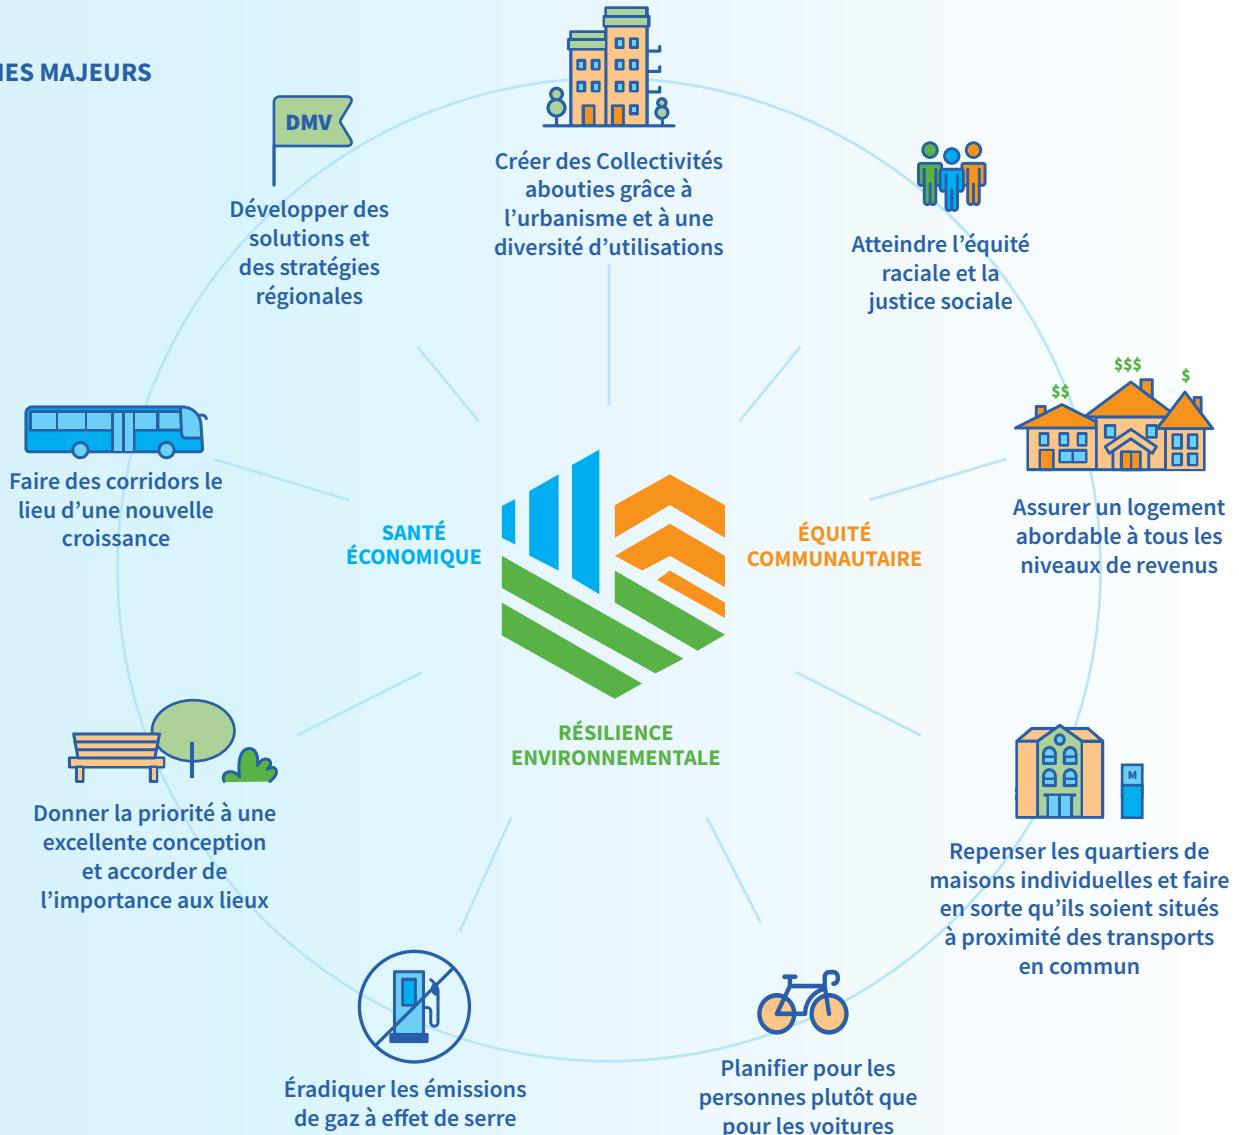 MAJEURS
DMV
Créer des Collectivités
abouties grâce à
l’urbanisme et à une
diversité d’utilisations
Développer des
solutions et
des stratégies
régionales
Atteindre l’équité
raciale et la
justice sociale
$$
$$$
$
Faire des corridors le
lieu d’une nouvelle
croissance
Assurer un logement
abordable à tous les
niveaux de revenus
SANTÉ
ÉCONOMIQUE
ÉQUITÉ
COMMUNAUTAIRE
RÉSILIENCE
ENVIRONNEMENTALE
M
Donner la priorité à une
excellente conception
et accorder de
l’importance aux lieux
Repenser les quartiers de
maisons individuelles et faire
en sorte qu’ils soient situés
à proximité des transports
en commun
Éradiquer les émissions
de gaz à effet de serre
Planifier pour les
personnes plutôt que
pour les voitures